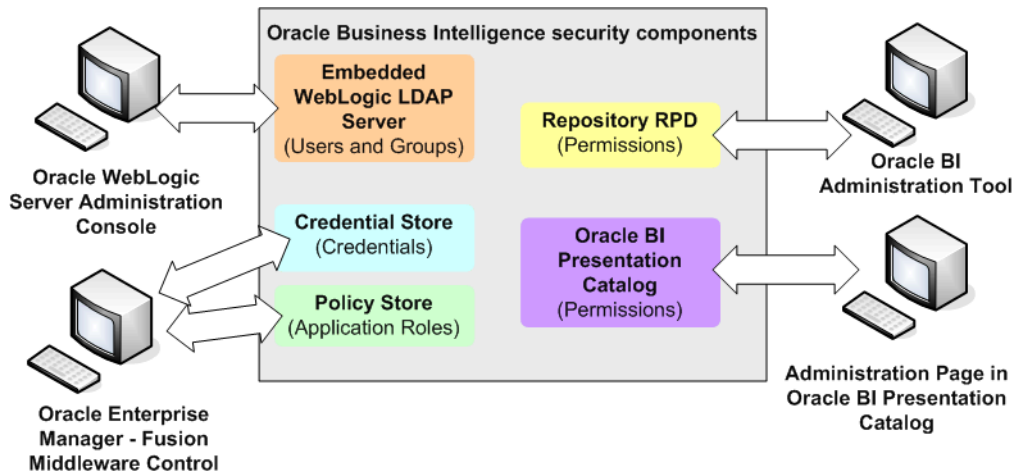 Oracle Business Intelligence security components
Embedded
WebLogic LDAP
Server
(Users and Groups)
Repository RPD
(Permissions)
Oracle WebLogic
Server Administration
Console
Oracle BI
Administration Tool
Credential Store
(Credentials)
Oracle BI
Presentation
Catalog
(Permissions)
Policy Store
(Application Roles)
Oracle Enterprise
Manager - Fusion
Middleware Control
Administration Page in
Oracle BI Presentation
Catalog